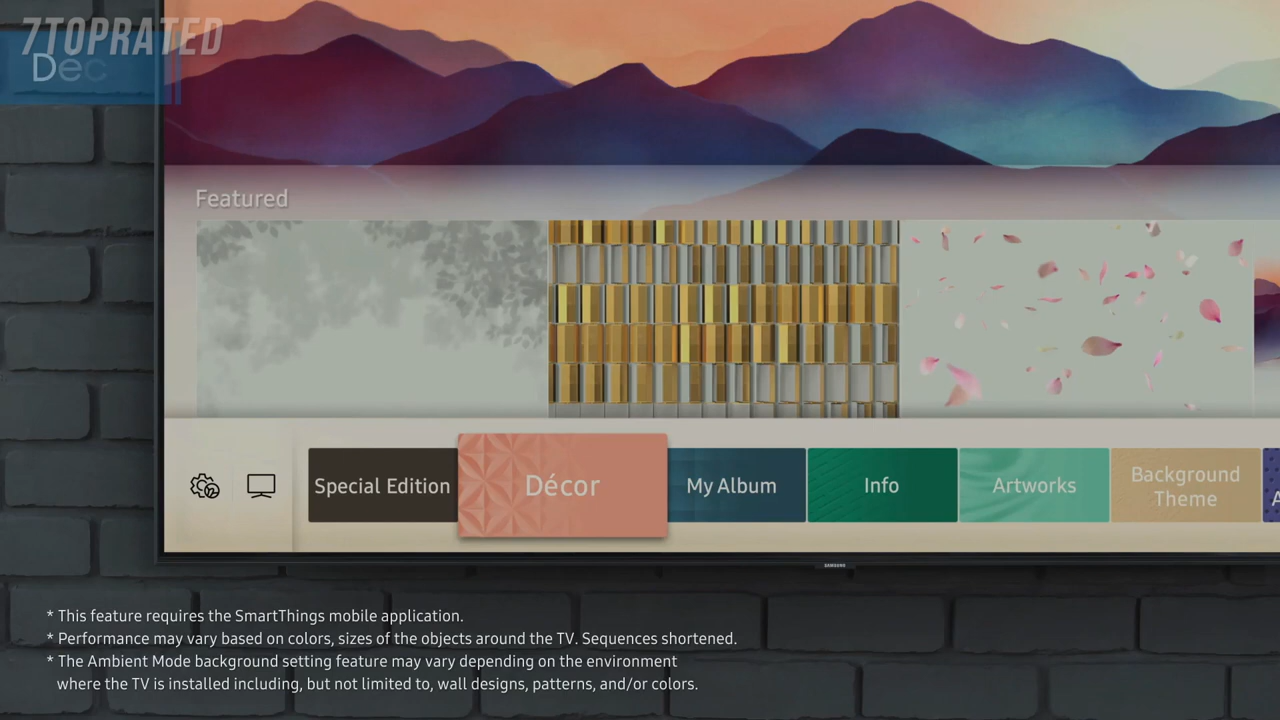 7TOPRATED
Dec
Featured
Special Edition
Décor
My Album
Info
Artworks
Background
Theme
A
SAMSUNG
* This feature requires the SmartThings mobile application.
* Performance may vary based on colors, sizes of the objects around the TV. Sequences shortened.
* The Ambient Mode background setting feature may vary depending on the environment
where the TV is installed including, but not limited to, wall designs, patterns, and/or colors.